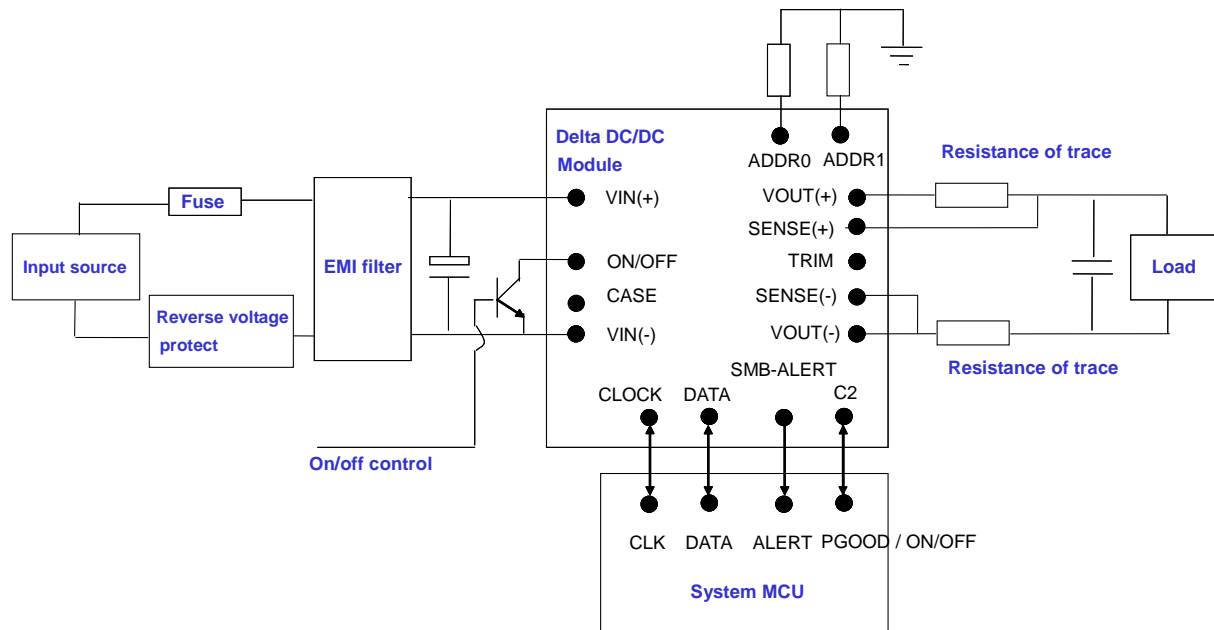 Delta DC/DC
Module
ADDR0 ADDR1
Resistance of trace
Fuse
VIN(+)
VOUT(+)
SENSE(+)
Input source
EMI filter
ON/OFF
TRIM
Load
CASE
SENSE(-)
Reverse voltage
protect
VIN(-)
VOUT(-)
SMB-ALERT
Resistance of trace
CLOCK DATA
C2
On/off control
CLK DATA ALERT PGOOD / ON/OFF
System MCU